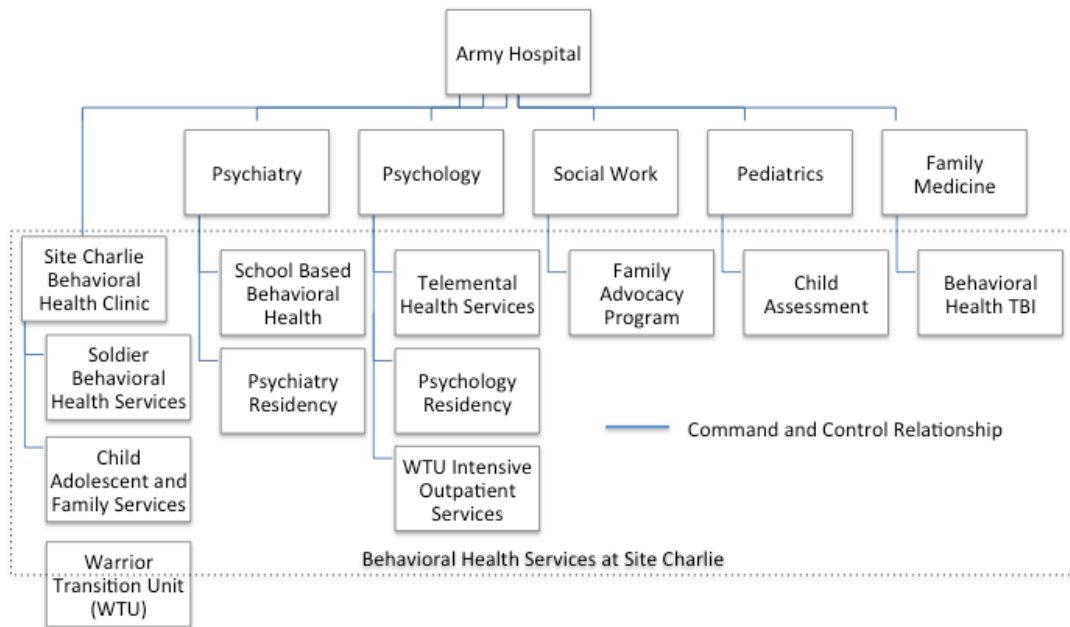 Army Hospital
Psychiatry
Psychology
Social Work
Pediatrics
Family
Medicine
Site Charlie
Behavioral
Health Clinic
School Based
Behavioral
Health
Telemental
Health Services
Family
Advocacy
Program
Child
Assessment
Behavioral
Health TBI
Soldier
Behavioral
Health Services
Psychiatry
Residency
Psychology
Residency
Command and Control Relationship
Child
Adolescent and
Family Services
WTU Intensive
Outpatient
Services
Warrior
Transition Unit
(WTU)
Behavioral Health Services at Site Charlie